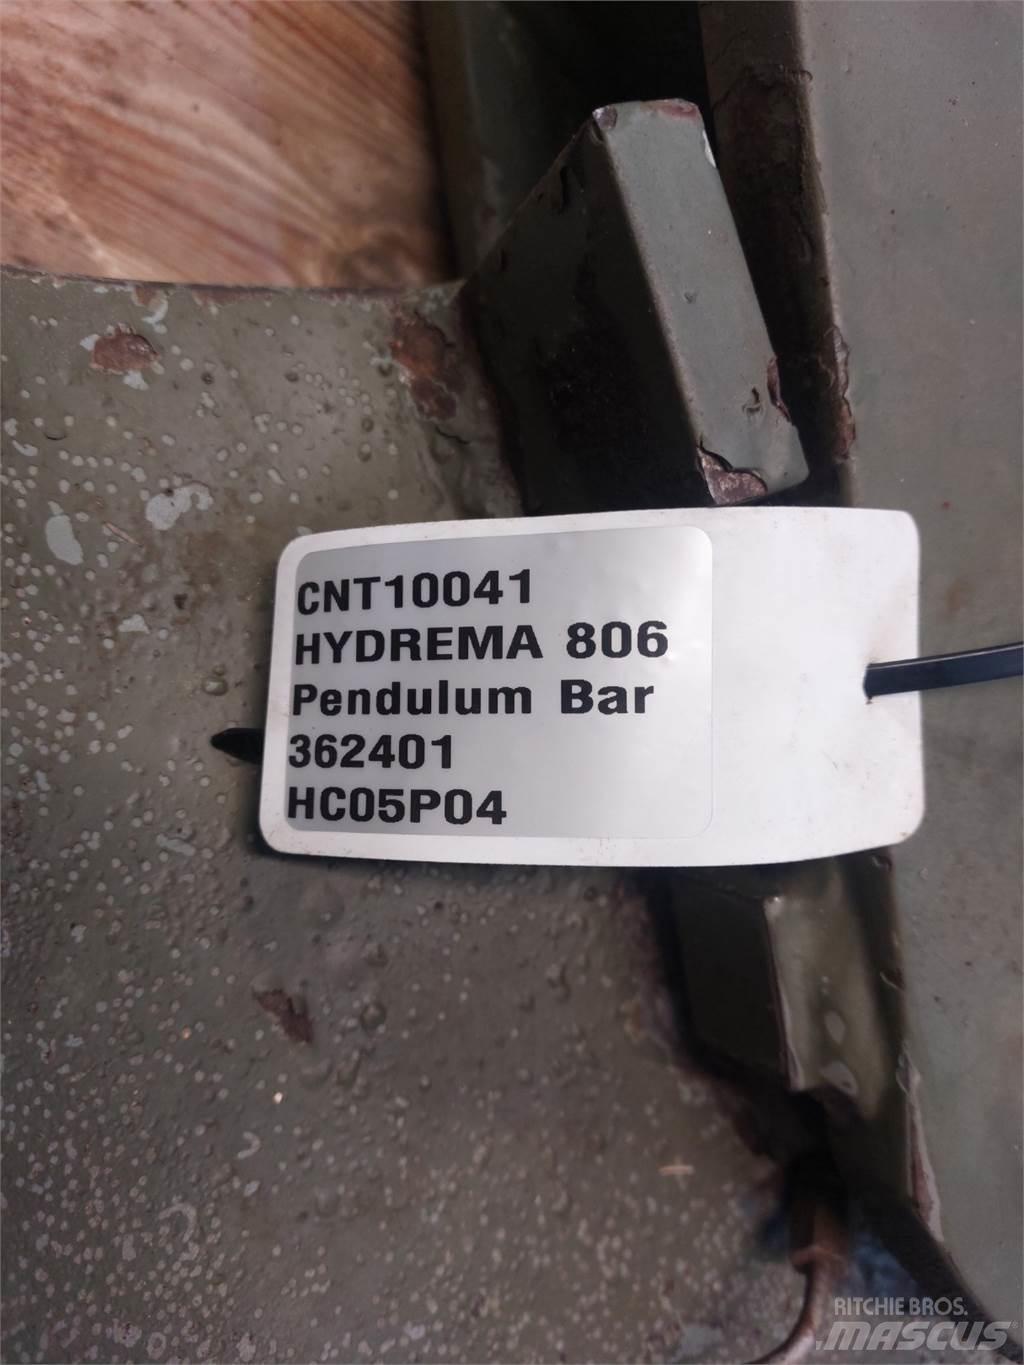 CNT10041
HYDREMA 806
Pendulum Bar
362401
HC05P04
RITCHIE BROS.
MASCUS